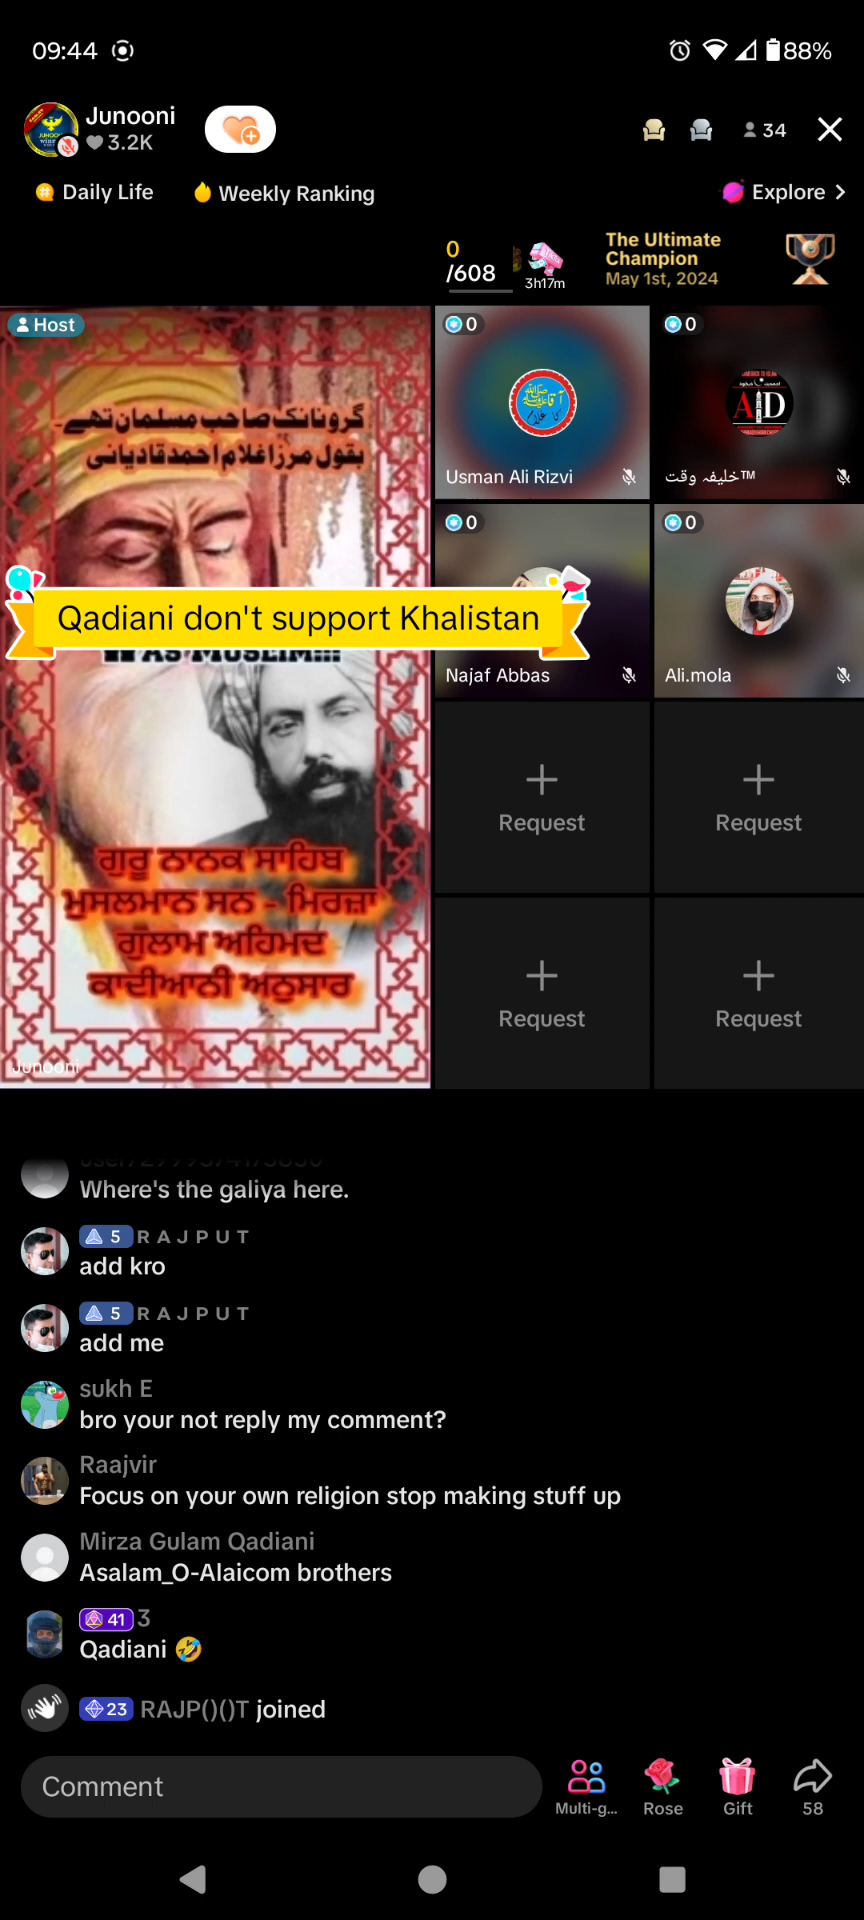 09:44
88%
Junooni
3.2K
34
Daily Life
Weekly Ranking
Explore
0
/608
3h17m
The Ultimate
Champion
May 1st, 2024
Host
گرونانک صاحب مسلمان تھے۔
بقول مرزا غلام احمد قادیانی
Qadiani don't support Khalistan
WAS MUSLIM!!!
ਗੁਰੂ ਨਾਨਕ ਸਾਹਿਬ
ਮੁਸਲਮਾਨ ਸਨ - ਮਿਰਜ਼ਾ
ਗੁਲਾਮ ਅਹਿਮਦ
ਕਾਦੀਆਨੀ ਅਨੁਸਾਰ
Junooni
0
0
AD
Usman Ali Rizvi
خلیفہ وقت™
0
0
Najaf Abbas
Ali.mola
Request
Request
Request
Request
Where's the galiya here.
5 R A J P U T
add kro
5 R A J P U T
add me
sukh E
bro your not reply my comment?
Raajvir
Focus on your own religion stop making stuff up
Mirza Gulam Qadiani
Asalam_O-Alaicom brothers
41 3
Qadiani 🤣
23 RAJP()()T joined
Comment
Multi-g...
Rose
Gift
58